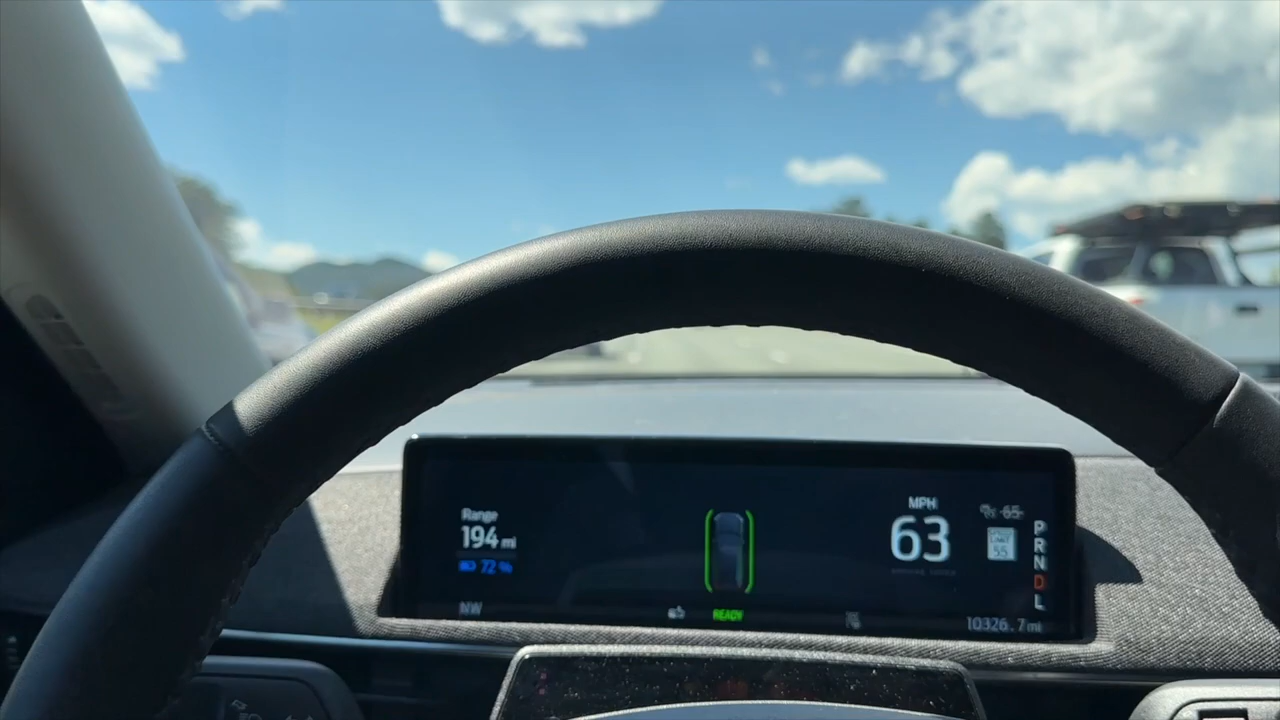 Range
194 mi
72 %
NW
READY
MPH
63
65
55
P
R
N
D
L
10326.7 mi